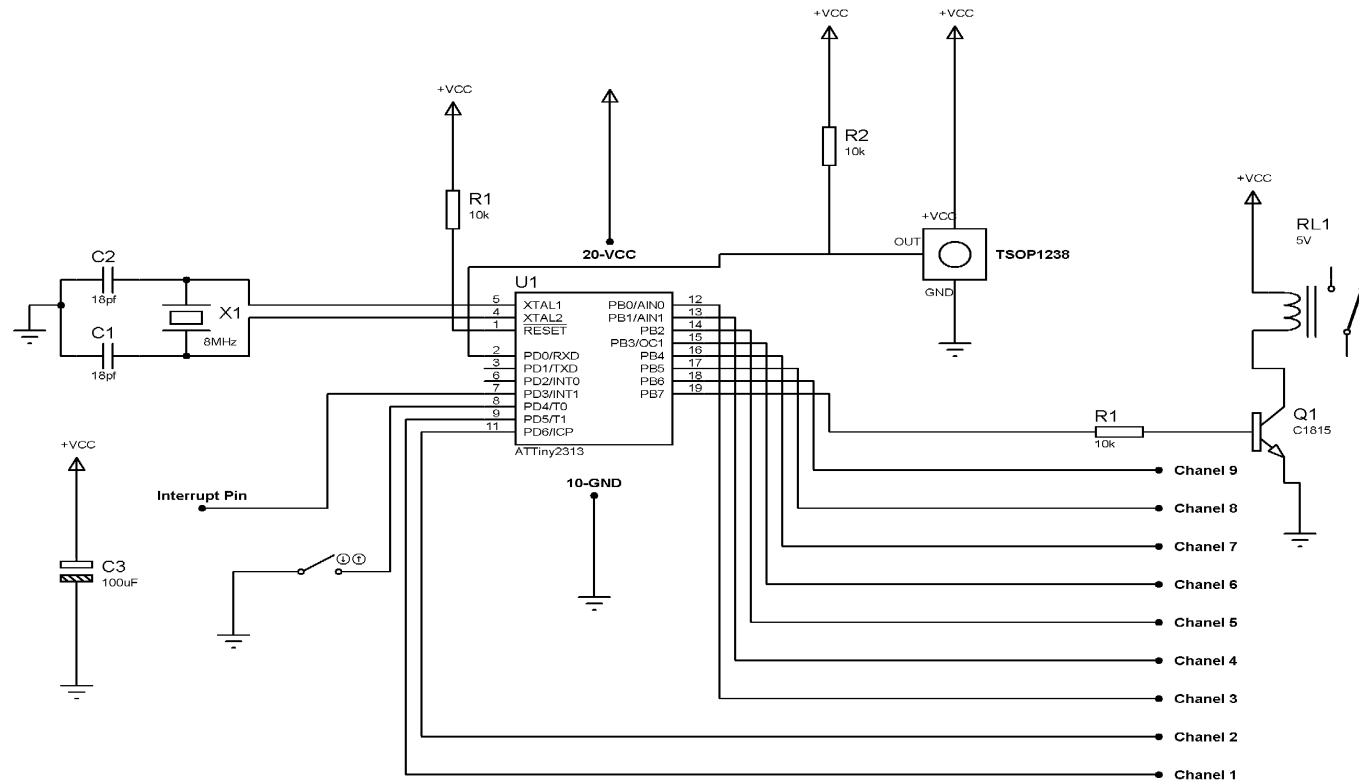 +VCC
+VCC
+VCC
R1
10k
R2
10k
+VCC
OUT
GND
TSOP1238
+VCC
RL1
5V
20-VCC
C2
18pf
C1
18pf
X1
8MHz
U1
5 XTAL1
4 XTAL2
1 RESET
2 PD0/RXD
3 PD1/TXD
6 PD2/INT0
7 PD3/INT1
8 PD4/T0
9 PD5/T1
11 PD6/ICP
PB0/AIN0 12
PB1/AIN1 13
PB2 14
PB3/OC1 15
PB4 16
PB5 17
PB6 18
PB7 19
ATTiny2313
R1
10k
Q1
C1815
+VCC
C3
100uF
Interrupt Pin
10-GND
Chanel 9
Chanel 8
Chanel 7
Chanel 6
Chanel 5
Chanel 4
Chanel 3
Chanel 2
Chanel 1